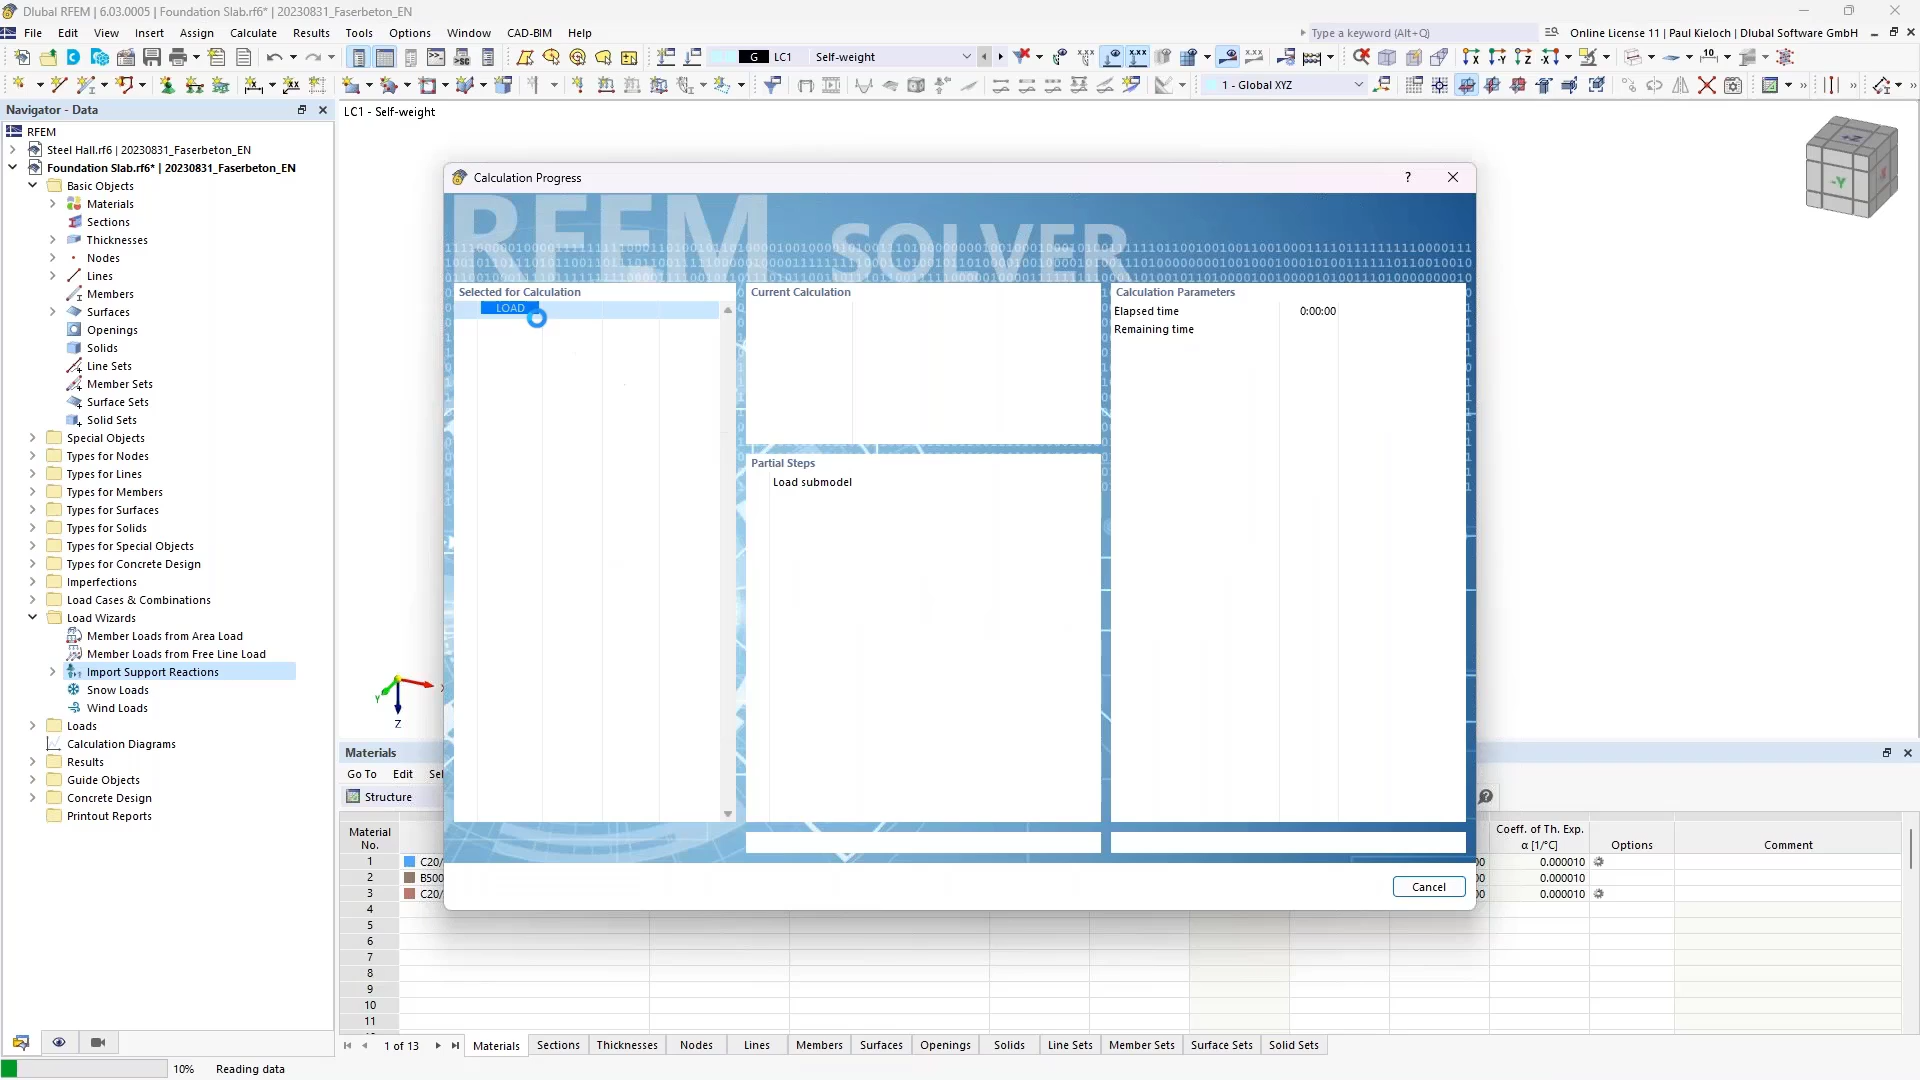 Dlubal RFEM | 6.03.0005 | Foundation Slab.rf6* | 20230831_Faserbeton_EN
File Edit View Insert Assign Calculate Results Tools Options Window CAD-BIM Help
Type a keyword (Alt+Q)
Online License 11 | Paul Kieloch | Dlubal Software GmbH
G LC1 Self-weight
1 - Global XYZ
Navigator - Data
LC1 - Self-weight
RFEM
Steel Hall.rf6 | 20230831_Faserbeton_EN
Foundation Slab.rf6* | 20230831_Faserbeton_EN
Basic Objects
Materials
Sections
Thicknesses
Nodes
Lines
Members
Surfaces
Openings
Solids
Line Sets
Member Sets
Surface Sets
Solid Sets
Special Objects
Types for Nodes
Types for Lines
Types for Members
Types for Surfaces
Types for Solids
Types for Special Objects
Types for Concrete Design
Imperfections
Load Cases & Combinations
Load Wizards
Member Loads from Area Load
Member Loads from Free Line Load
Import Support Reactions
Snow Loads
Wind Loads
Loads
Calculation Diagrams
Results
Guide Objects
Concrete Design
Printout Reports
Calculation Progress
RFEM SOLVER
Selected for Calculation
LOAD
Current Calculation
Partial Steps
Load submodel
Calculation Parameters
Elapsed time 0:00:00
Remaining time
Cancel
-Y
Y
Z
Materials
Go To Edit Sel
Structure
Material No.
Coeff. of Th. Exp. α [1/°C]
Options
Comment
1 C20/ 0.000010
2 B500 0.000010
3 C20/ 0.000010
4
5
6
7
8
9
10
11
1 of 13
Materials Sections Thicknesses Nodes Lines Members Surfaces Openings Solids Line Sets Member Sets Surface Sets Solid Sets
10% Reading data